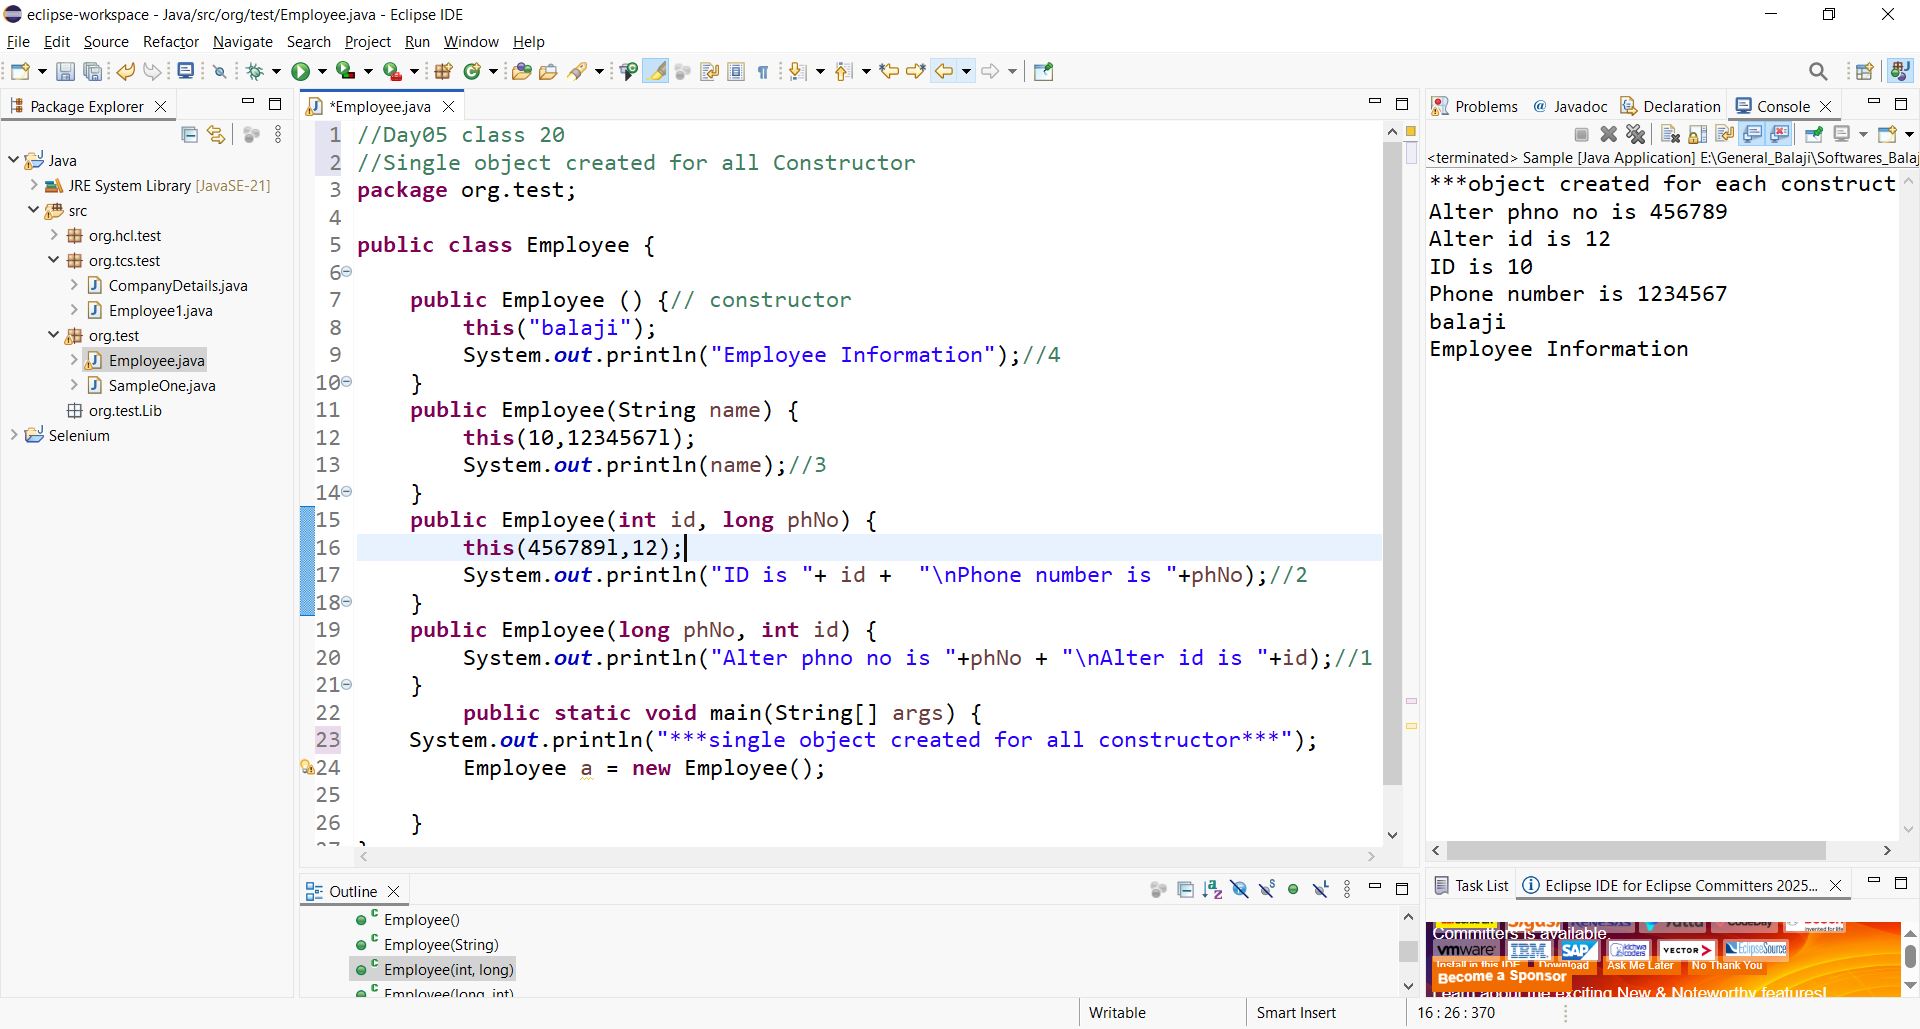 eclipse-workspace - Java/src/org/test/Employee.java - Eclipse IDE
File Edit Source Refactor Navigate Search Project Run Window Help
Package Explorer
Java
JRE System Library [JavaSE-21]
src
org.hcl.test
org.tcs.test
CompanyDetails.java
Employee1.java
org.test
Employee.java
SampleOne.java
org.test.Lib
Selenium
*Employee.java
1 //Day05 class 20
2 //Single object created for all Constructor
3 package org.test;
4
5 public class Employee {
6
7 public Employee () {// constructor
8 this("balaji");
9 System.out.println("Employee Information");//4
10 }
11 public Employee(String name) {
12 this(10,1234567l);
13 System.out.println(name);//3
14 }
15 public Employee(int id, long phNo) {
16 this(456789l,12);
17 System.out.println("ID is "+ id +  "\nPhone number is "+phNo);//2
18 }
19 public Employee(long phNo, int id) {
20 System.out.println("Alter phno no is "+phNo + "\nAlter id is "+id);//1
21 }
22 public static void main(String[] args) {
23 System.out.println("***single object created for all constructor***");
24 Employee a = new Employee();
25
26 }
Problems Javadoc Declaration Console
<terminated> Sample [Java Application] E:\General_Balaji\Softwares_Balaj
***object created for each construct
Alter phno no is 456789
Alter id is 12
ID is 10
Phone number is 1234567
balaji
Employee Information
Outline
Employee()
Employee(String)
Employee(int, long)
Employee(long, int)
Task List Eclipse IDE for Eclipse Committers 2025...
Committers is available.
vmware IBM SAP VECTOR EclipseSource
Install in this IDE Download Ask Me Later No Thank You
Become a Sponsor
Learn about the exciting New & Noteworthy features!
Writable Smart Insert 16 : 26 : 370